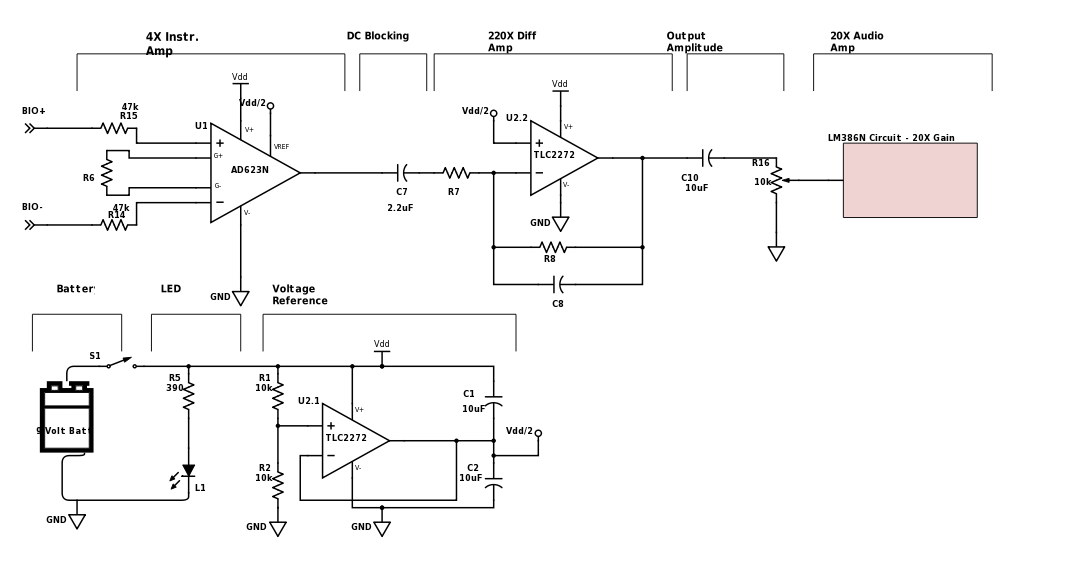 4X Instr.
Amp
DC Blocking
220X Diff
Amp
Output
Amplitude
20X Audio
Amp
Vdd
Vdd/2
BIO+
47k
R15
U1
V+
VREF
+
G+
R6
AD623N
G-
−
V-
BIO-
47k
R14
GND
C7
2.2uF
R7
Vdd
Vdd/2
U2.2
V+
+
TLC2272
−
V-
GND
R8
C8
C10
10uF
R16
10k
LM386N Circuit - 20X Gain
Batter
LED
Voltage
Reference
S1
9 Volt Batt
R5
390
L1
GND
Vdd
R1
10k
U2.1
V+
+
TLC2272
−
V-
R2
10k
GND
GND
C1
10uF
Vdd/2
C2
10uF